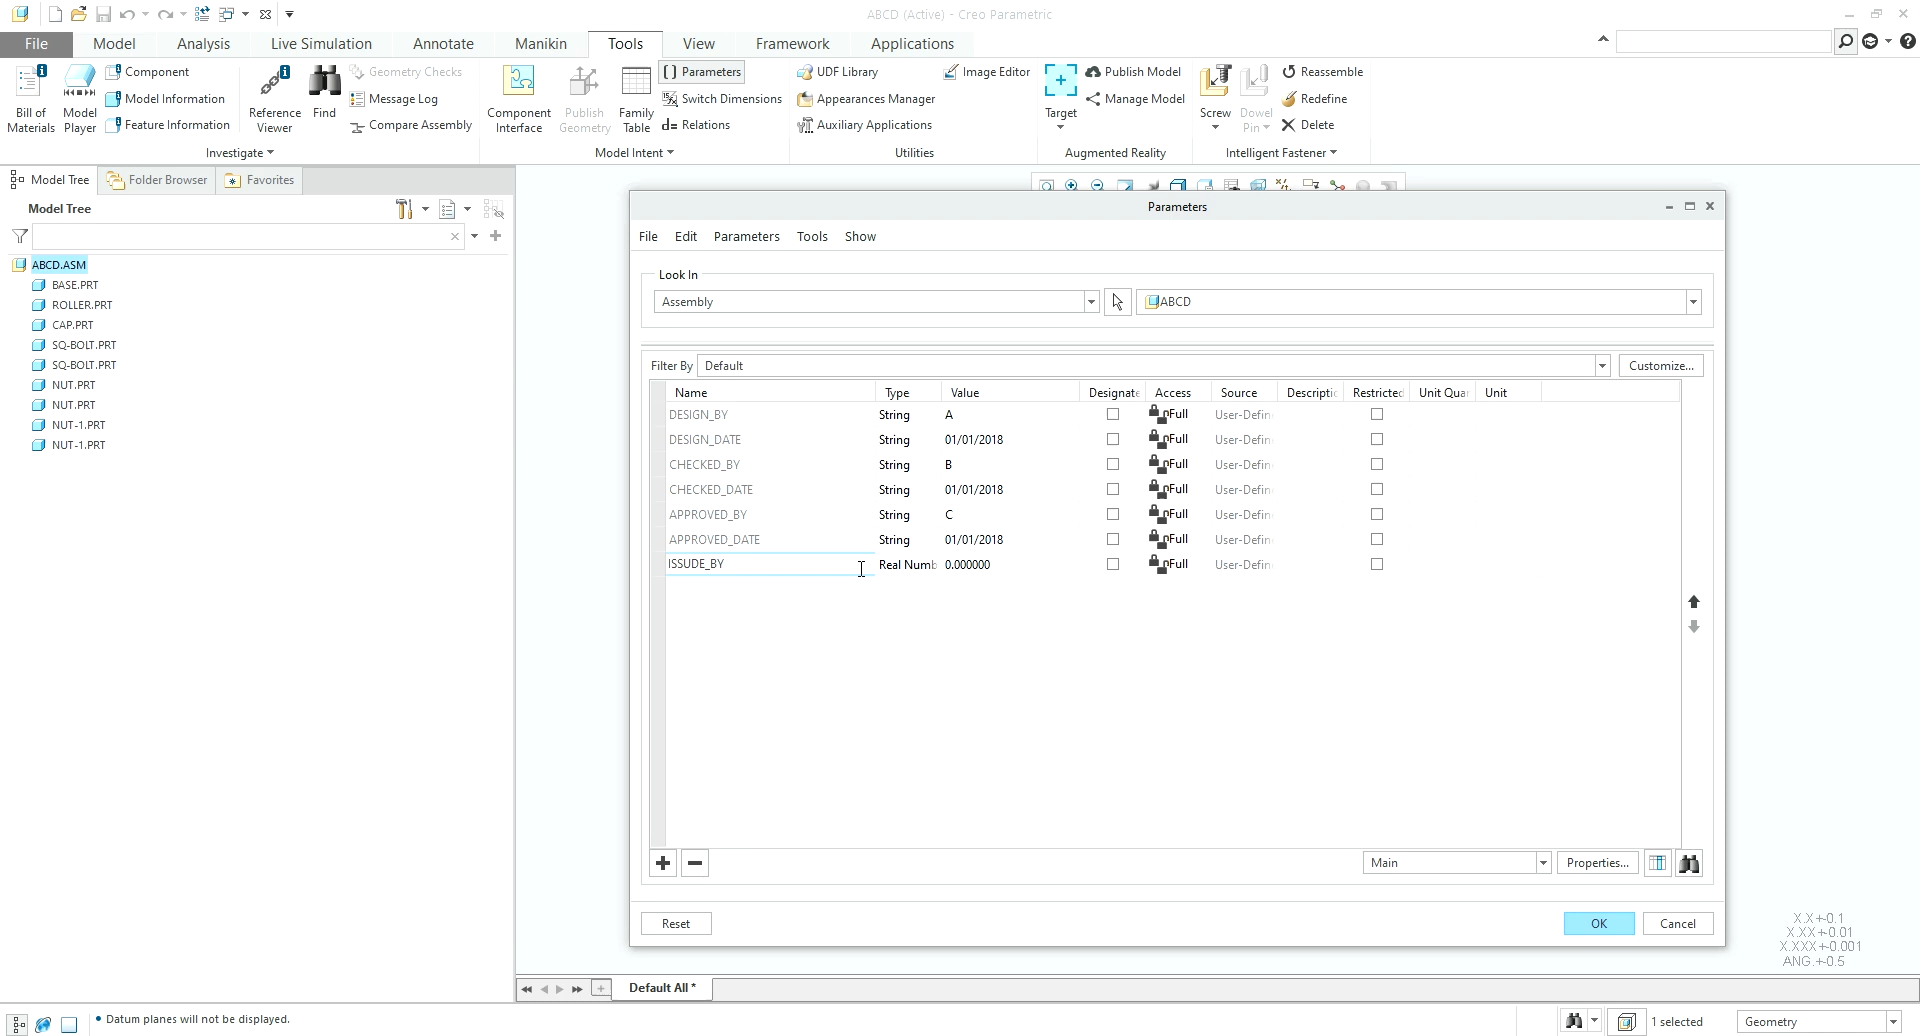 ABCD (Active) - Creo Parametric
File Model Analysis Live Simulation Annotate Manikin Tools View Framework Applications
Bill of Materials
Model Player
Component
Model Information
Feature Information
Reference Viewer
Find
Geometry Checks
Message Log
Compare Assembly
Investigate
Component Interface
Publish Geometry
Family Table
Parameters
Switch Dimensions
d= Relations
Model Intent
UDF Library
Appearances Manager
Auxiliary Applications
Image Editor
Utilities
Target
Publish Model
Manage Model
Augmented Reality
Screw
Dowel Pin
Reassemble
Redefine
Delete
Intelligent Fastener
Model Tree Folder Browser Favorites
Model Tree
ABCD.ASM
BASE.PRT
ROLLER.PRT
CAP.PRT
SQ-BOLT.PRT
SQ-BOLT.PRT
NUT.PRT
NUT.PRT
NUT-1.PRT
NUT-1.PRT
Parameters
File Edit Parameters Tools Show
Look In
Assembly ABCD
Filter By Default Customize...
Name Type Value Designate Access Source Descriptic Restricted Unit Qua Unit
DESIGN_BY String A Full User-Defin
DESIGN_DATE String 01/01/2018 Full User-Defin
CHECKED_BY String B Full User-Defin
CHECKED_DATE String 01/01/2018 Full User-Defin
APPROVED_BY String C Full User-Defin
APPROVED_DATE String 01/01/2018 Full User-Defin
ISSUDE_BY Real Numb 0.000000 Full User-Defin
Main Properties...
Reset OK Cancel
X.X+-0.1
X.XX+-0.01
X.XXX+-0.001
ANG.+-0.5
Default All *
• Datum planes will not be displayed.
1 selected Geometry